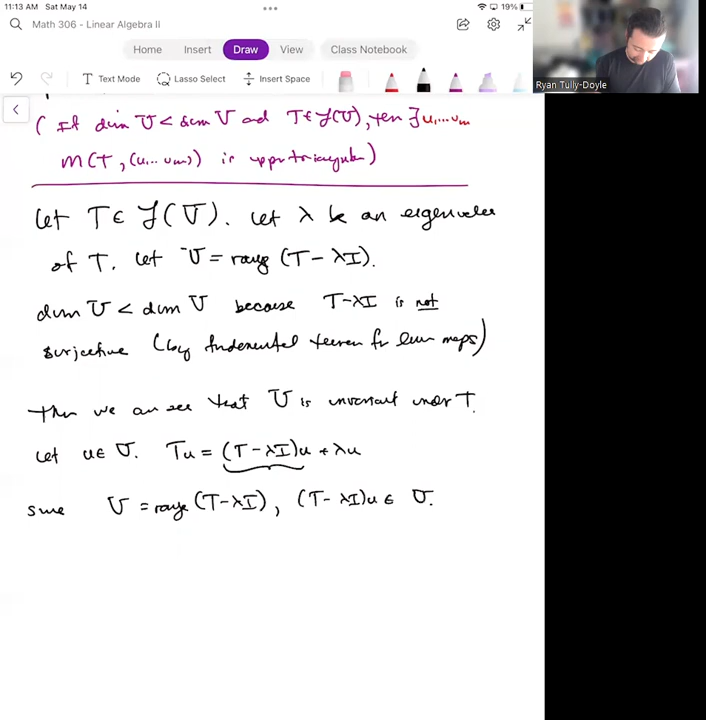 11:13 AM Sat May 14
19%
Math 306 - Linear Algebra II
Home Insert Draw View Class Notebook
Text Mode Lasso Select Insert Space
Ryan Tully-Doyle
(If dim U < dim V and T ∈ L(U), then ∃ u₁...uₘ
M(T, (u₁...uₘ)) is upper triangular)
Let T ∈ L(V). Let λ be an eigenvalue
of T. Let U = range (T - λI).
dim U < dim V because T-λI is not
surjective (by fundamental theorem for linear maps)
Then we can see that U is invariant under T.
Let u ∈ U. Tu = (T - λI)u + λu
since U = range (T-λI), (T - λI)u ∈ U.